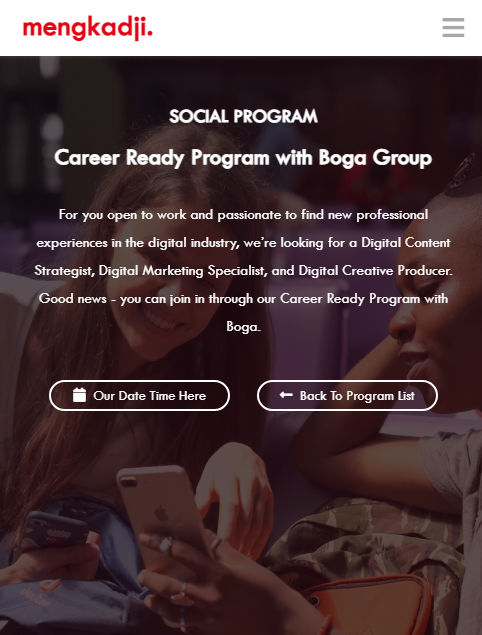 mengkadji.
SOCIAL PROGRAM
Career Ready Program with Boga Group
For you open to work and passionate to find new professional
experiences in the digital industry, we’re looking for a Digital Content
Strategist, Digital Marketing Specialist, and Digital Creative Producer.
Good news - you can join in through our Career Ready Program with
Boga.
Our Date Time Here
Back To Program List